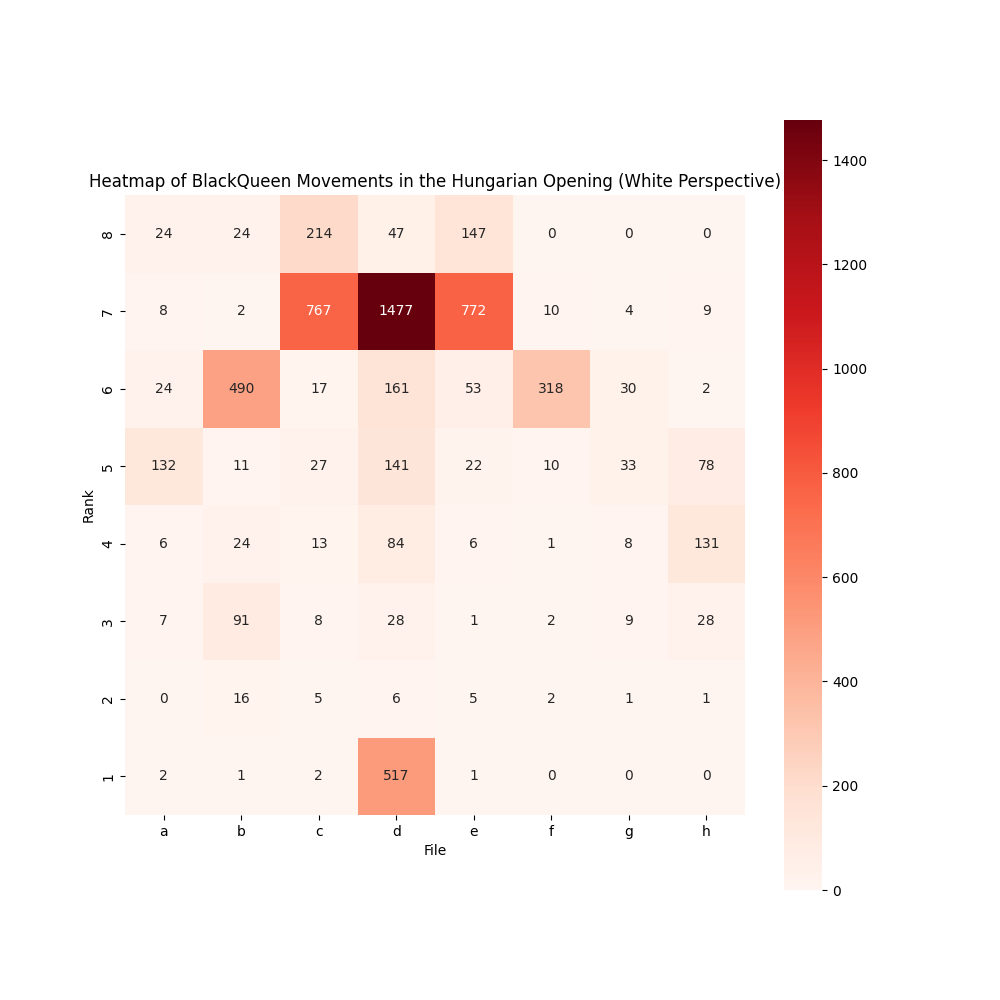 Heatmap of BlackQueen Movements in the Hungarian Opening (White Perspective)
8 24 24 214 47 147 0 0 0
7 8 2 767 1477 772 10 4 9
6 24 490 17 161 53 318 30 2
5 132 11 27 141 22 10 33 78
4 6 24 13 84 6 1 8 131
3 7 91 8 28 1 2 9 28
2 0 16 5 6 5 2 1 1
1 2 1 2 517 1 0 0 0
a b c d e f g h
File
Rank
1400
1200
1000
800
600
400
200
0